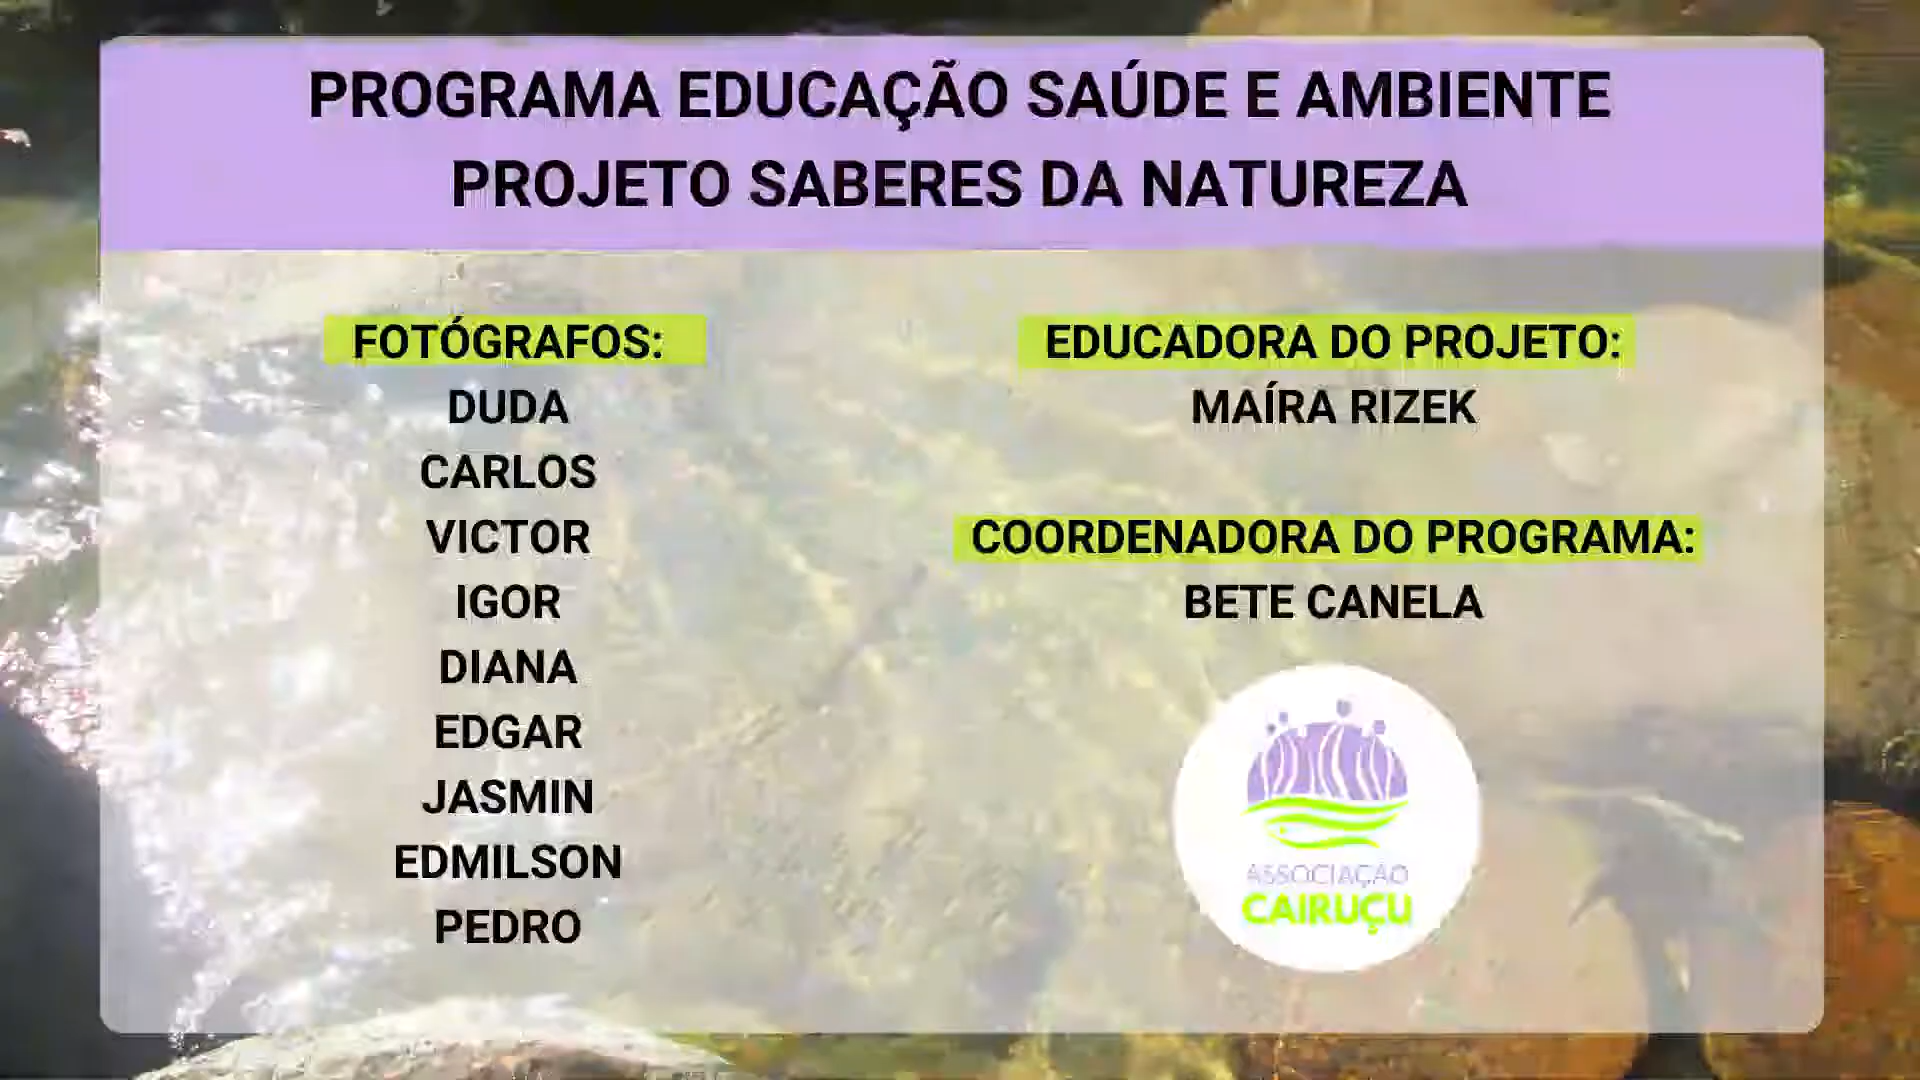 PROGRAMA EDUCAÇÃO SAÚDE E AMBIENTE
PROJETO SABERES DA NATUREZA
FOTÓGRAFOS:
DUDA
CARLOS
VICTOR
IGOR
DIANA
EDGAR
JASMIN
EDMILSON
PEDRO
EDUCADORA DO PROJETO:
MAÍRA RIZEK
COORDENADORA DO PROGRAMA:
BETE CANELA
ASSOCIAÇÃO
CAIRUÇU